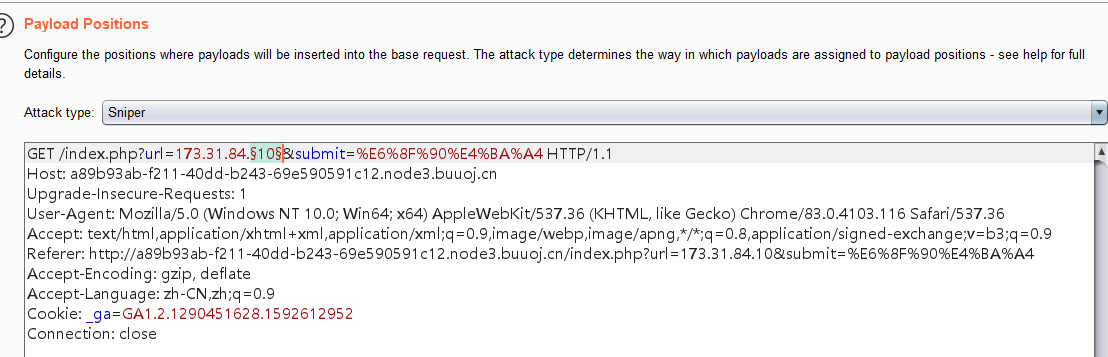 ?
Payload Positions
Configure the positions where payloads will be inserted into the base request. The attack type determines the way in which payloads are assigned to payload positions - see help for full
details.
Attack type: Sniper
GET /index.php?url=173.31.84.§10§&submit=%E6%8F%90%E4%BA%A4 HTTP/1.1
Host: a89b93ab-f211-40dd-b243-69e590591c12.node3.buuoj.cn
Upgrade-Insecure-Requests: 1
User-Agent: Mozilla/5.0 (Windows NT 10.0; Win64; x64) AppleWebKit/537.36 (KHTML, like Gecko) Chrome/83.0.4103.116 Safari/537.36
Accept: text/html,application/xhtml+xml,application/xml;q=0.9,image/webp,image/apng,*/*;q=0.8,application/signed-exchange;v=b3;q=0.9
Referer: http://a89b93ab-f211-40dd-b243-69e590591c12.node3.buuoj.cn/index.php?url=173.31.84.10&submit=%E6%8F%90%E4%BA%A4
Accept-Encoding: gzip, deflate
Accept-Language: zh-CN,zh;q=0.9
Cookie: _ga=GA1.2.1290451628.1592612952
Connection: close